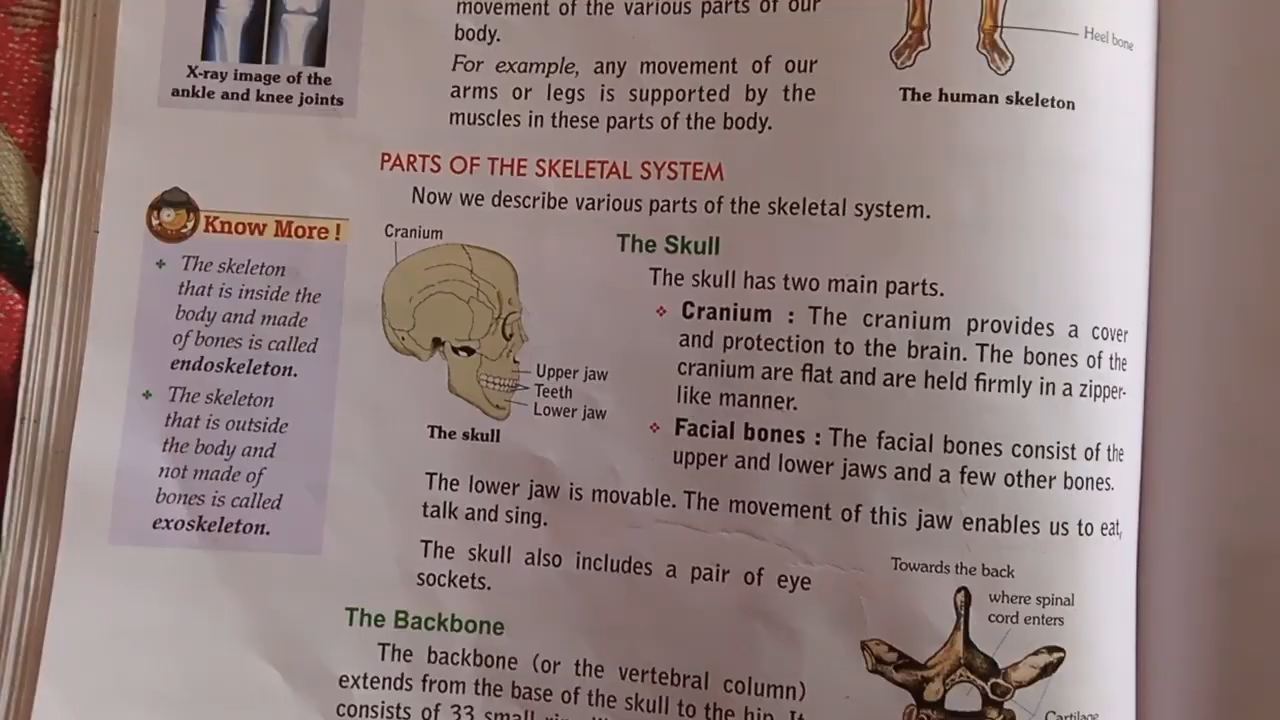 movement of the various parts of our
body.
For example, any movement of our
arms or legs is supported by the
muscles in these parts of the body.
X-ray image of the
ankle and knee joints
Heel bone
The human skeleton
PARTS OF THE SKELETAL SYSTEM
Now we describe various parts of the skeletal system.
Know More !
The skeleton
that is inside the
body and made
of bones is called
endoskeleton.
The skeleton
that is outside
the body and
not made of
bones is called
exoskeleton.
Cranium
Upper jaw
Teeth
Lower jaw
The skull
The Skull
The skull has two main parts.
Cranium : The cranium provides a cover
and protection to the brain. The bones of the
cranium are flat and are held firmly in a zipper-
like manner.
Facial bones : The facial bones consist of the
upper and lower jaws and a few other bones.
The lower jaw is movable. The movement of this jaw enables us to eat,
talk and sing.
The skull also includes a pair of eye
sockets.
Towards the back
where spinal
cord enters
Cartilage
The Backbone
The backbone (or the vertebral column)
extends from the base of the skull to the hip. It
consists of 33 small